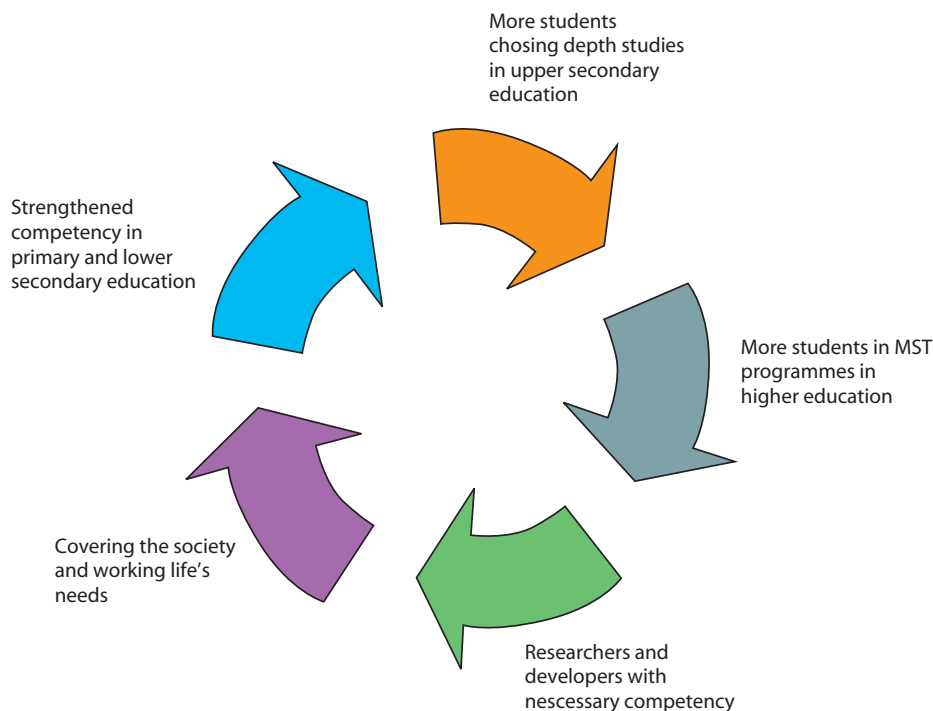 More students
chosing depth studies
in upper secondary
education
Strengthened
competency in
primary and lower
secondary education
More students in MST
programmes in
higher education
Covering the society
and working life's
needs
Researchers and
developers with
nescessary competency